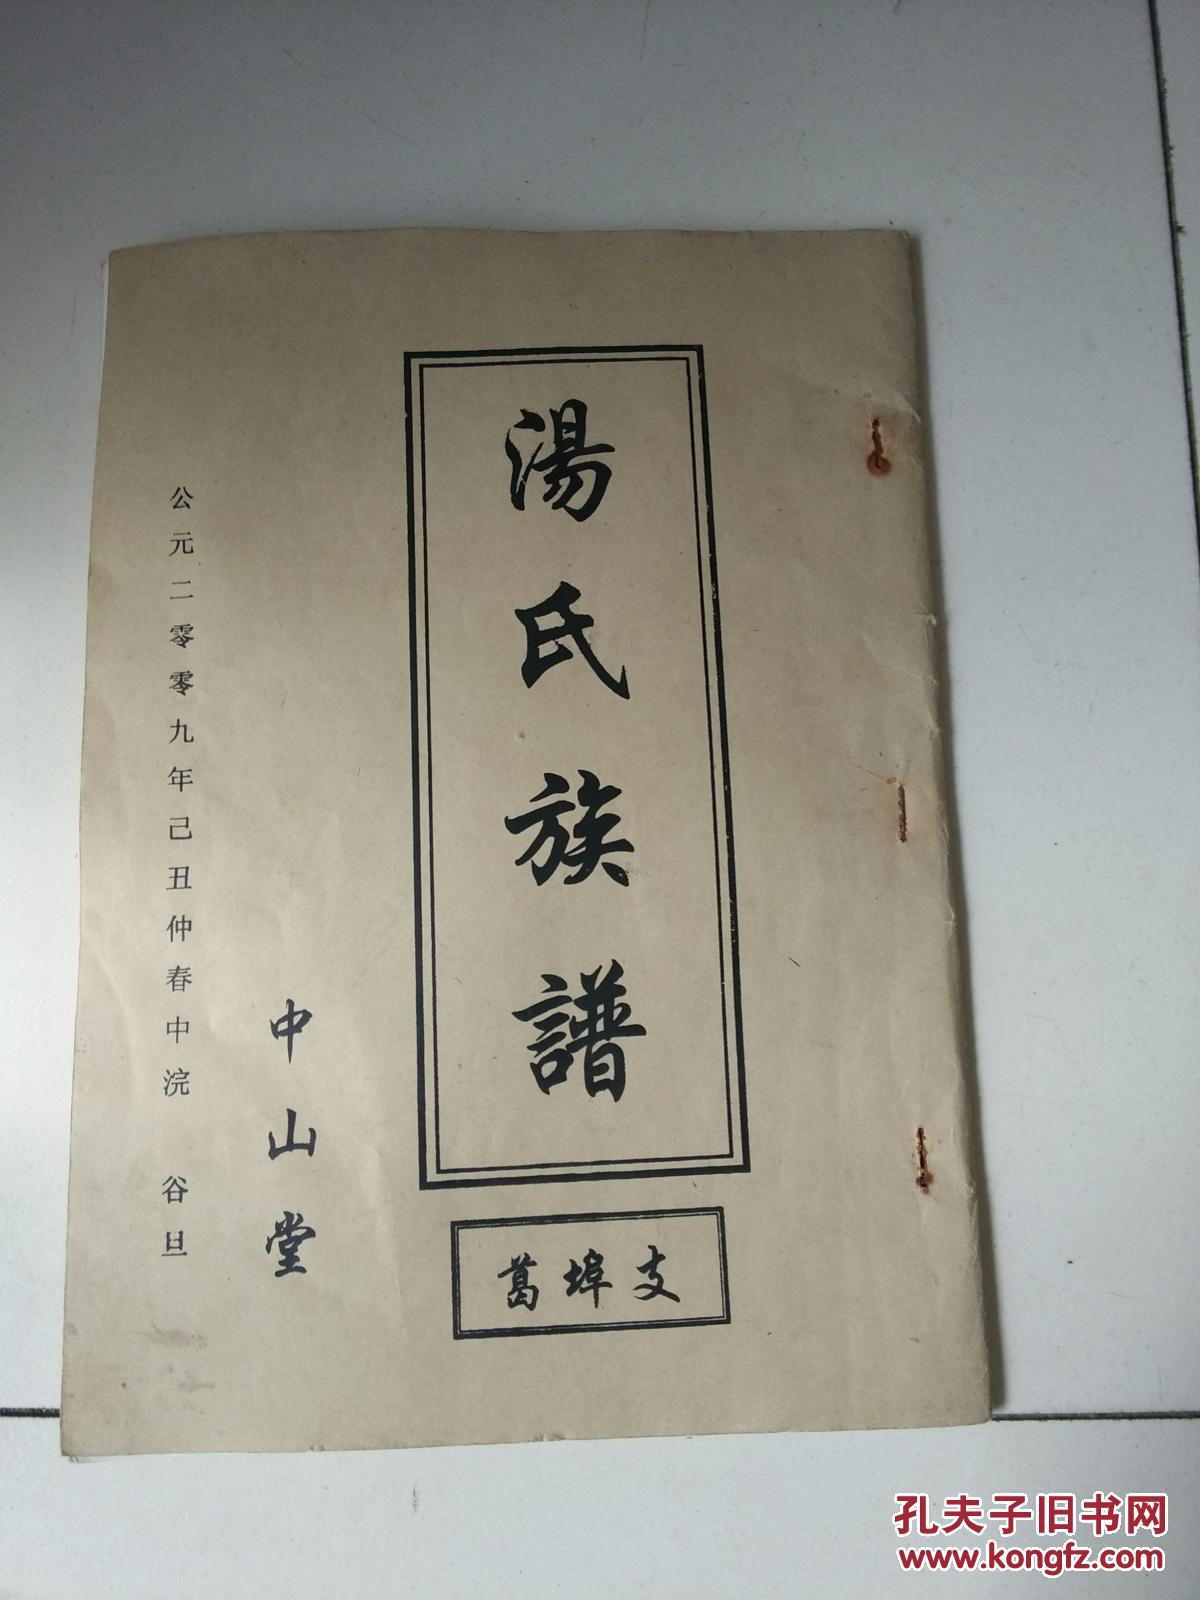 湯氏族譜
葛埠支
中山堂
公元二零零九年己丑仲春中浣 谷旦
孔夫子旧书网
www.kongfz.com